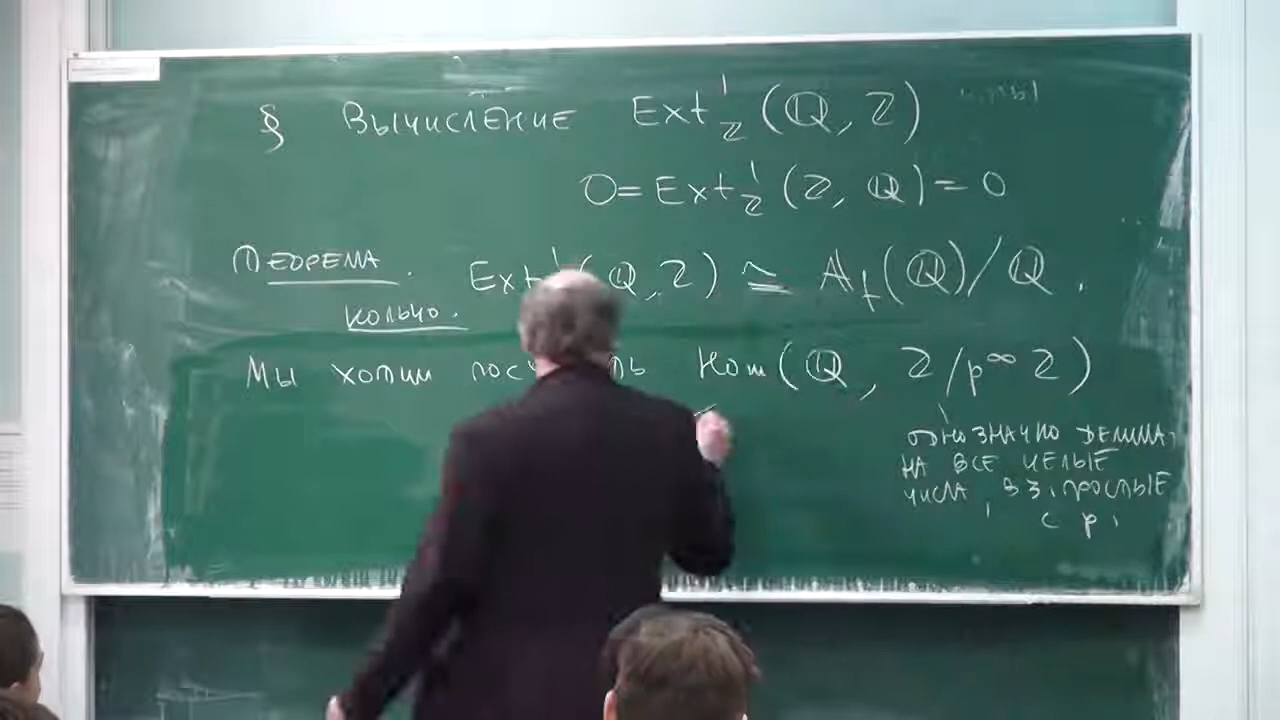 § Вычисление Ext¹_ℤ(ℚ, ℤ)
0 = Ext¹_ℤ(ℤ, ℚ) = 0
Теорема. Ext¹(ℚ, ℤ) ≃ 𝔸_f(ℚ)/ℚ.
кольцо.
Мы хотим Hom(ℚ, ℤ/p^∞ ℤ)
однозначно делима
на все целые
числа, вз. простые
с p.